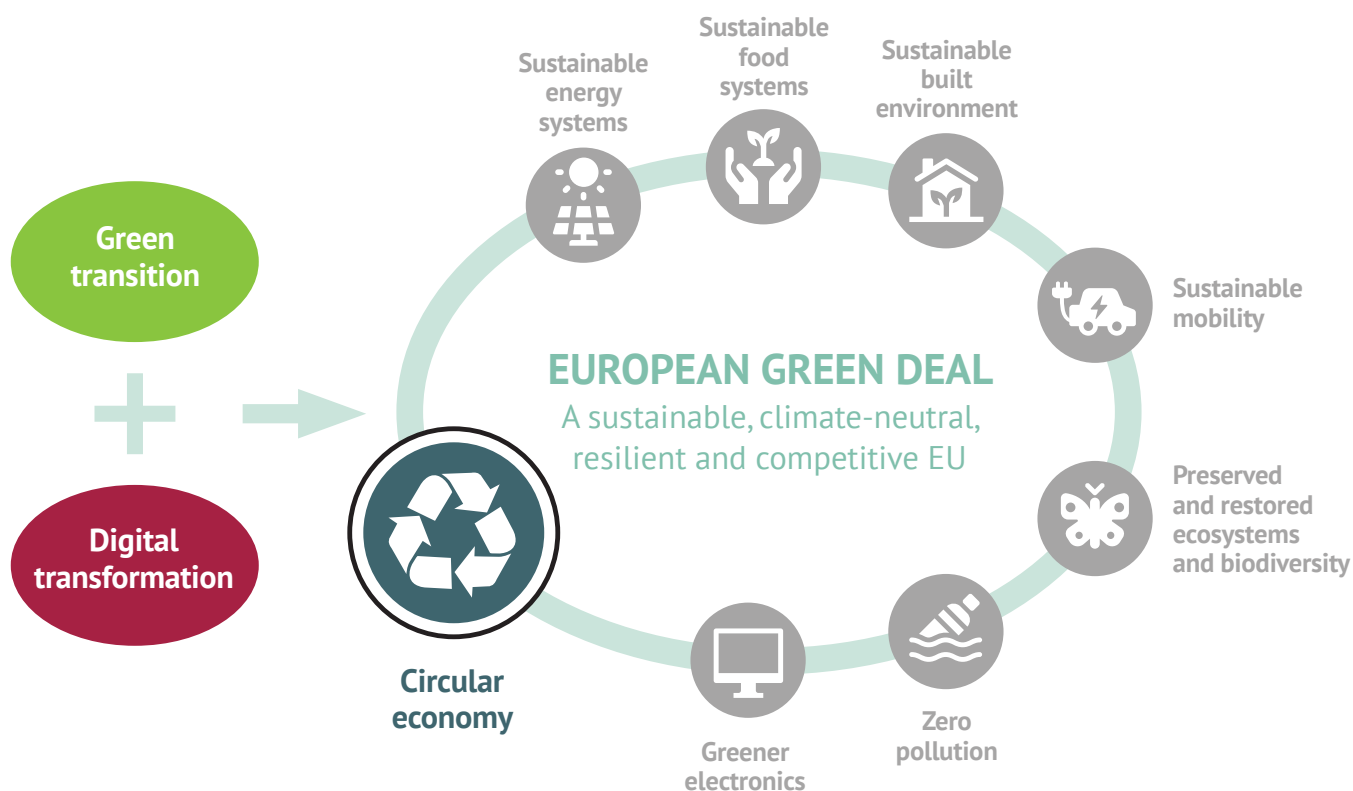 Green
transition
Digital
transformation
Sustainable
energy
systems
Sustainable
food
systems
Sustainable
built
environment
Sustainable
mobility
Preserved
and restored
ecosystems
and biodiversity
Zero
pollution
Greener
electronics
Circular
economy
EUROPEAN GREEN DEAL
A sustainable, climate-neutral,
resilient and competitive EU